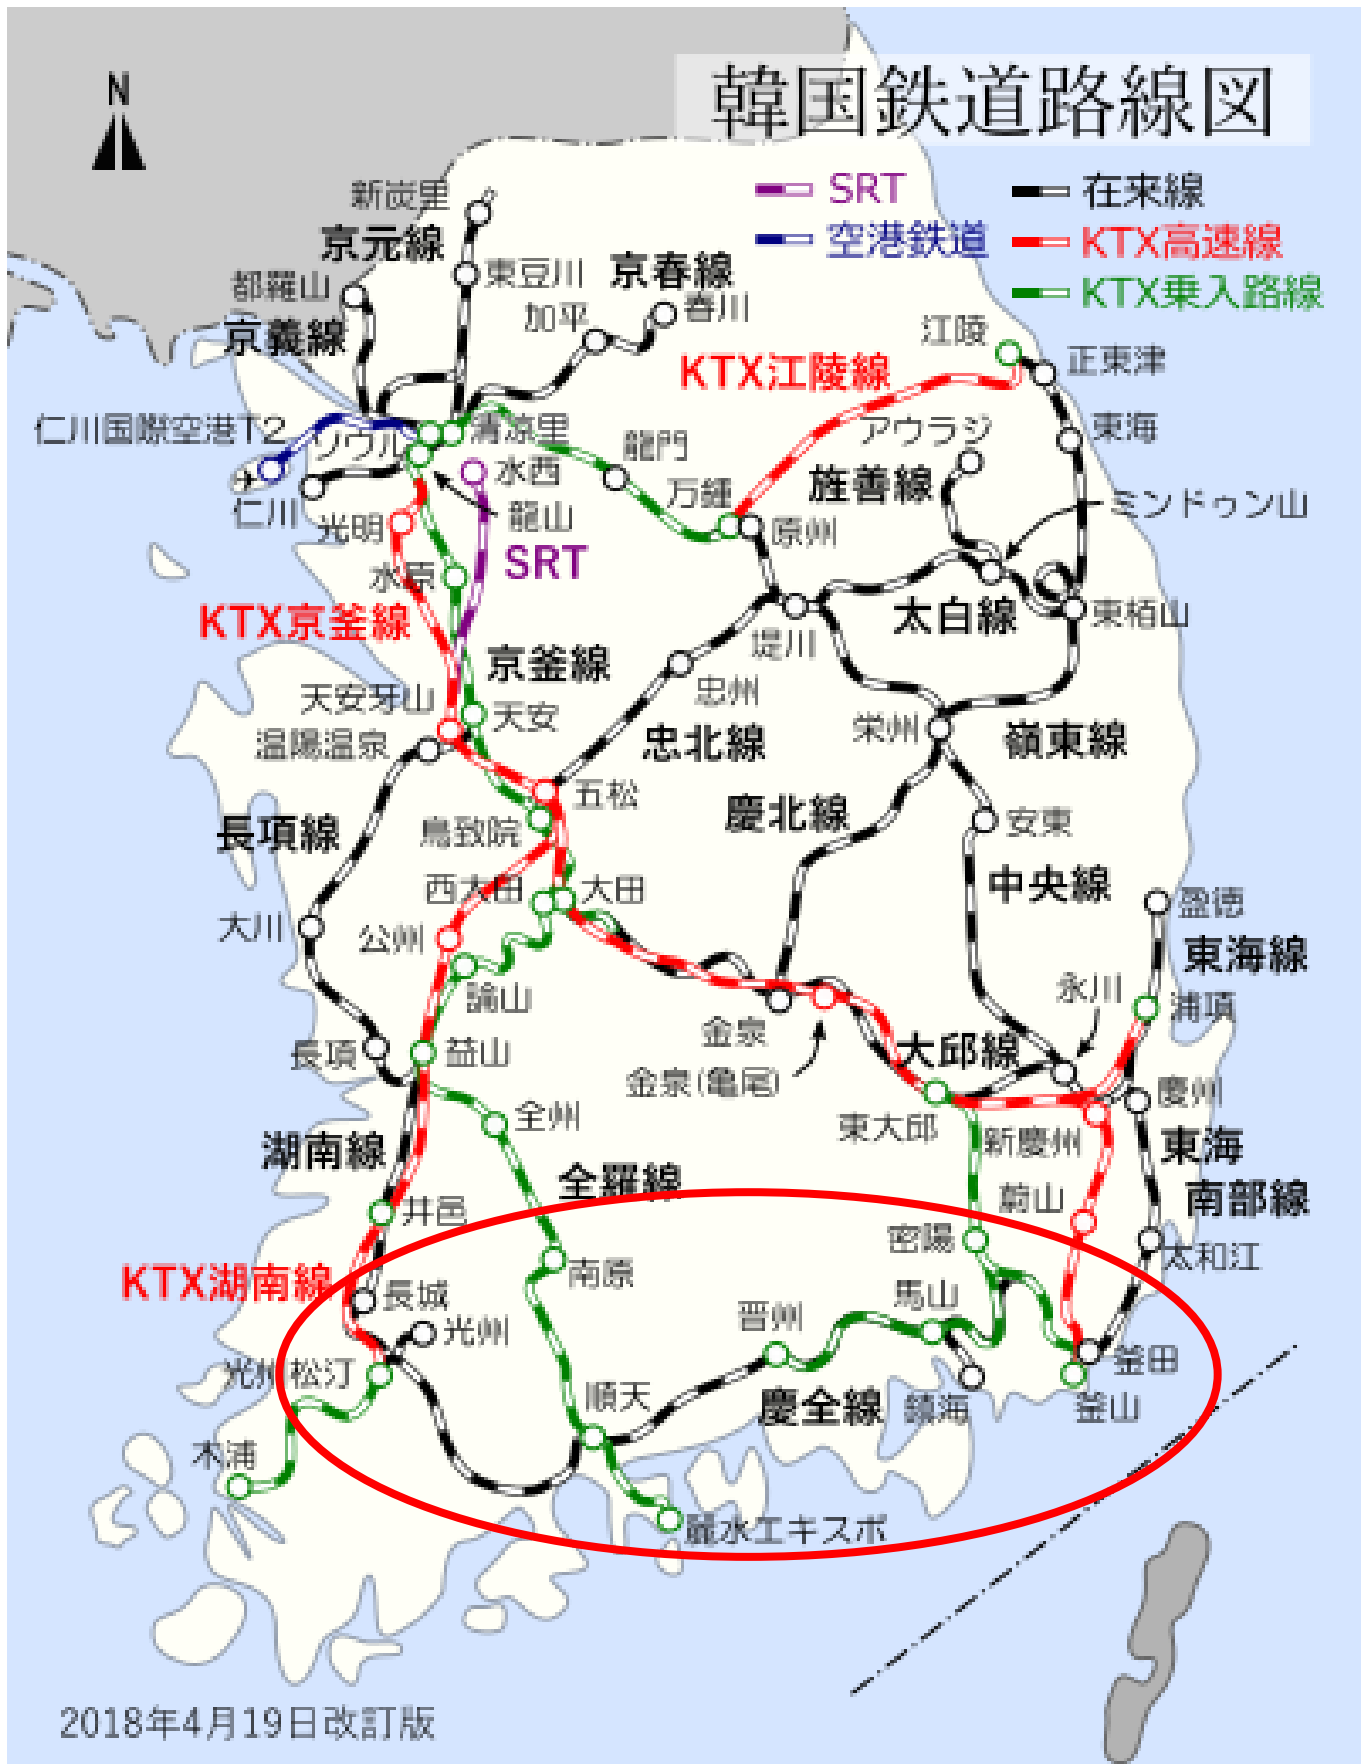 韓国鉄道路線図
N
SRT
在来線
空港鉄道
KTX高速線
KTX乗入路線
新炭里
京元線
東豆川
京春線
都羅山
加平
春川
京義線
江陵
正東津
KTX江陵線
仁川国際空港T2
ソウル
清凉里
アウラジ
東海
龍門
水西
旌善線
仁川
光明
龍山
万鍾
原州
ミンドゥン山
SRT
水原
KTX京釜線
太白線
東栢山
堤川
京釜線
忠州
天安牙山
天安
温陽温泉
忠北線
栄州
嶺東線
五松
慶北線
長項線
鳥致院
安東
中央線
西大田
大田
盈徳
大川
公州
東海線
論山
永川
浦項
金泉
長項
益山
大邱線
金泉(亀尾)
慶州
全州
東大邱
新慶州
東海
南部線
湖南線
全羅線
蔚山
井邑
密陽
太和江
KTX湖南線
長城
南原
馬山
光州
晋州
釜田
光州松汀
順天
慶全線
鎮海
釜山
木浦
麗水エキスポ
2018年4月19日改訂版